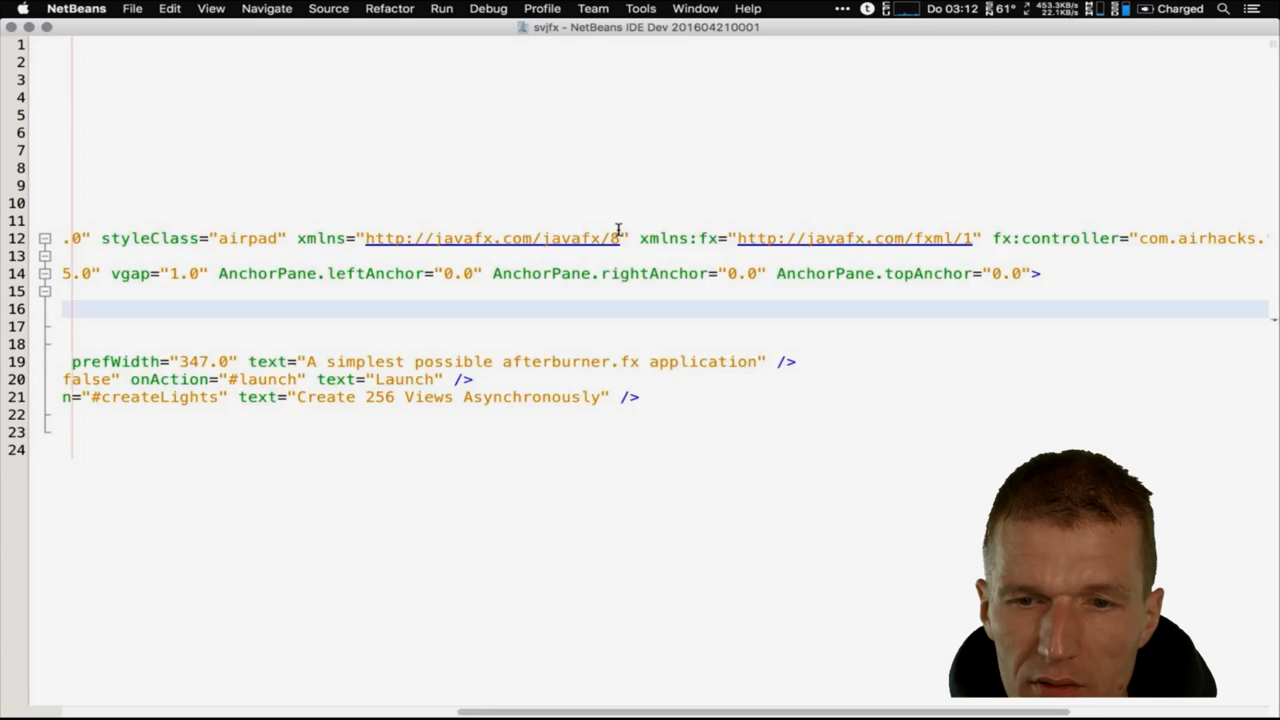 NetBeans File Edit View Navigate Source Refactor Run Debug Profile Team Tools Window Help ••• Do 03:12 61° 453.3KB/s 22.1KB/s Charged
svjfx - NetBeans IDE Dev 201604210001
1
2
3
4
5
6
7
8
9
10
11
12 .0" styleClass="airpad" xmlns="http://javafx.com/javafx/8" xmlns:fx="http://javafx.com/fxml/1" fx:controller="com.airhacks.
13
14 5.0" vgap="1.0" AnchorPane.leftAnchor="0.0" AnchorPane.rightAnchor="0.0" AnchorPane.topAnchor="0.0">
15
16
17
18
19 prefWidth="347.0" text="A simplest possible afterburner.fx application" />
20 false" onAction="#launch" text="Launch" />
21 n="#createLights" text="Create 256 Views Asynchronously" />
22
23
24